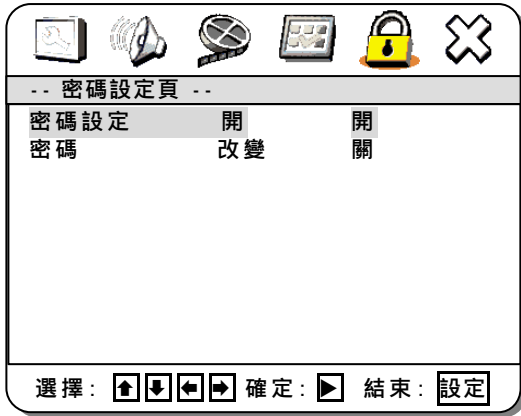 -- 密碼設定頁 --
密碼設定 開 開
密碼 改變 關
選擇: 確定: 結束: 設定